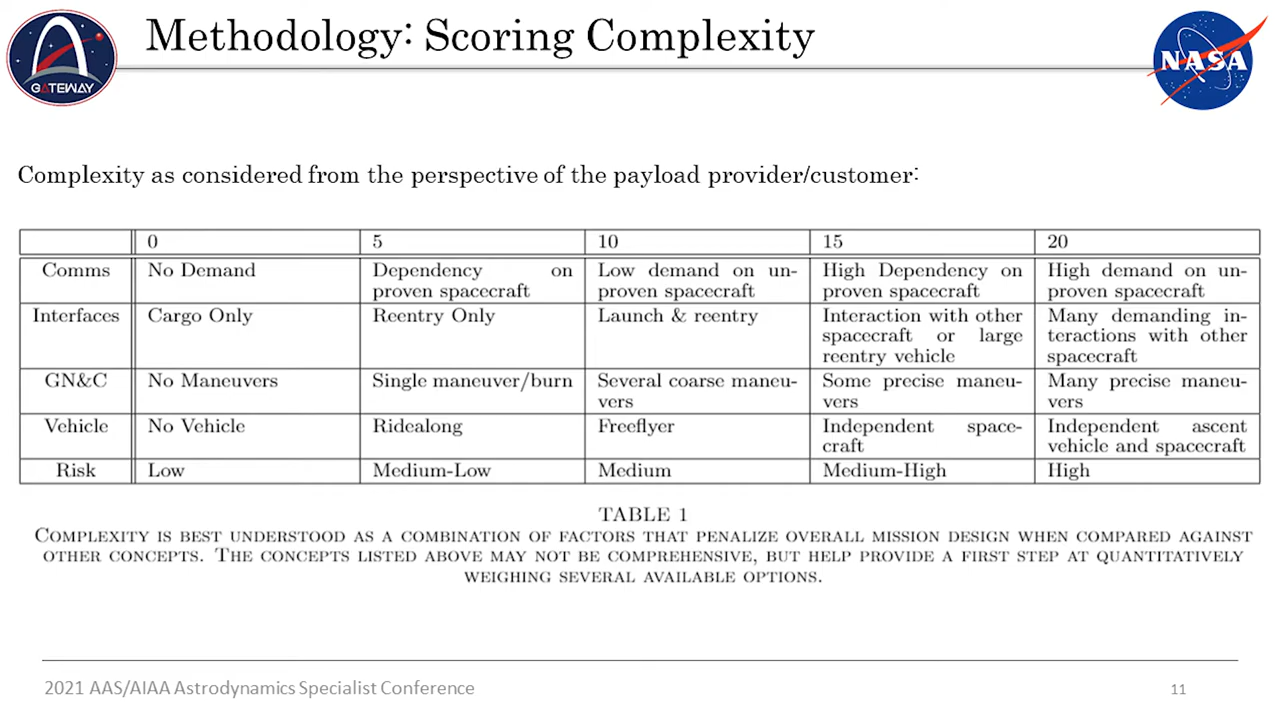 Methodology: Scoring Complexity
GATEWAY
NASA
Complexity as considered from the perspective of the payload provider/customer:
0 5 10 15 20
Comms No Demand Dependency on proven spacecraft Low demand on un-proven spacecraft High Dependency on proven spacecraft High demand on un-proven spacecraft
Interfaces Cargo Only Reentry Only Launch & reentry Interaction with other spacecraft or large reentry vehicle Many demanding in-teractions with other spacecraft
GN&C No Maneuvers Single maneuver/burn Several coarse maneu-vers Some precise maneu-vers Many precise maneu-vers
Vehicle No Vehicle Ridealong Freeflyer Independent space-craft Independent ascent vehicle and spacecraft
Risk Low Medium-Low Medium Medium-High High
TABLE 1
COMPLEXITY IS BEST UNDERSTOOD AS A COMBINATION OF FACTORS THAT PENALIZE OVERALL MISSION DESIGN WHEN COMPARED AGAINST
OTHER CONCEPTS. THE CONCEPTS LISTED ABOVE MAY NOT BE COMPREHENSIVE, BUT HELP PROVIDE A FIRST STEP AT QUANTITATIVELY
WEIGHING SEVERAL AVAILABLE OPTIONS.
2021 AAS/AIAA Astrodynamics Specialist Conference
11